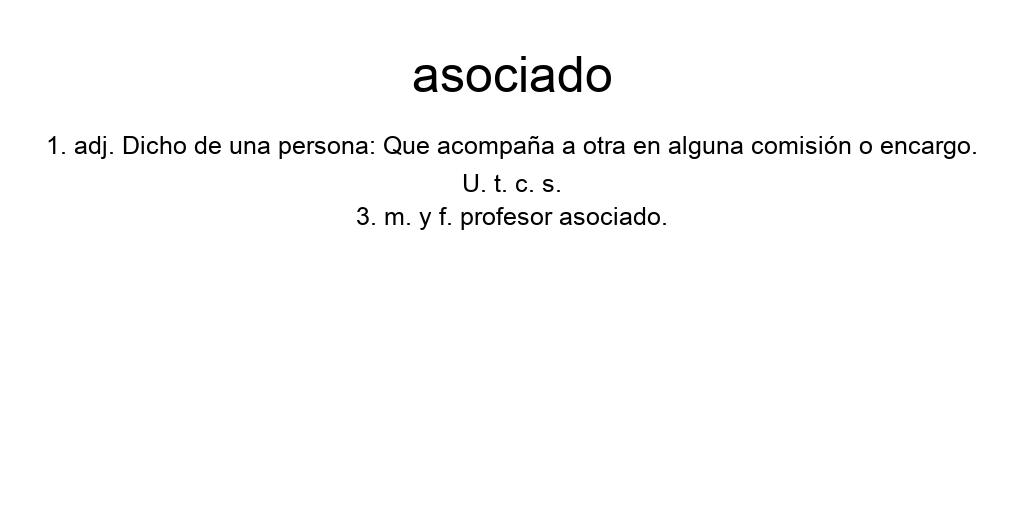 asociado
1. adj. Dicho de una persona: Que acompaña a otra en alguna comisión o encargo.
U. t. c. s.
3. m. y f. profesor asociado.